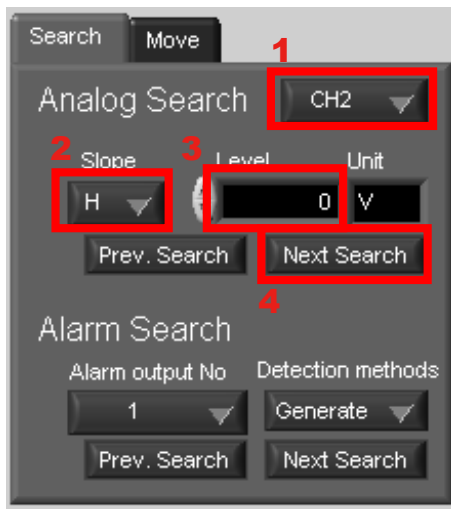 Search Move
1
Analog Search CH2
2 Slope 3 Level Unit
H 0 V
Prev. Search Next Search
4
Alarm Search
Alarm output No Detection methods
1 Generate
Prev. Search Next Search